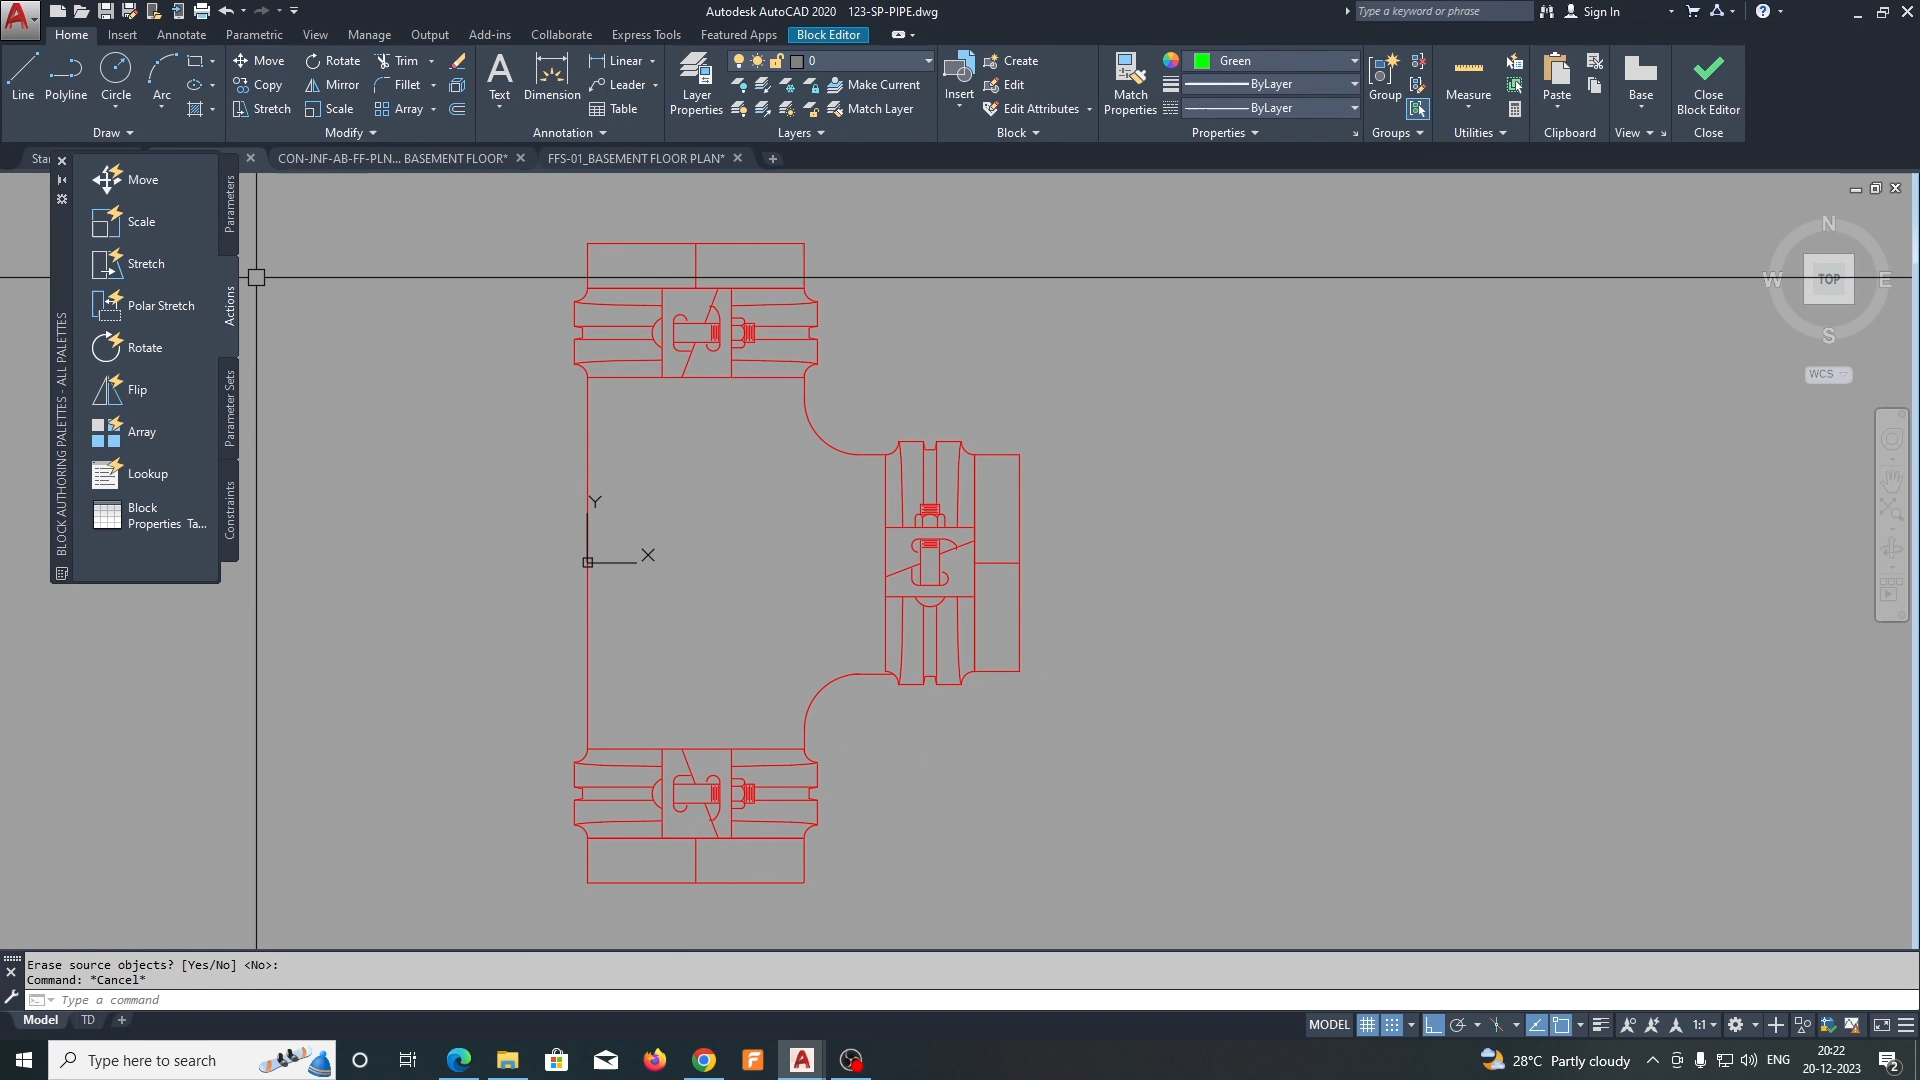 Autodesk AutoCAD 2020 123-SP-PIPE.dwg
Type a keyword or phrase
Sign In
Home Insert Annotate Parametric View Manage Output Add-ins Collaborate Express Tools Featured Apps Block Editor
Line
Polyline
Circle
Arc
Draw
Move Rotate Trim
Copy Mirror Fillet
Stretch Scale Array
Modify
Text
Dimension
Linear
Leader
Table
Annotation
Layer
Properties
0
Make Current
Match Layer
Layers
Insert
Create
Edit
Edit Attributes
Block
Match
Properties
Green
ByLayer
ByLayer
Properties
Group
Groups
Measure
Utilities
Paste
Clipboard
Base
View
Close
Block Editor
Close
Star
CON-JNF-AB-FF-PLN... BASEMENT FLOOR*
FFS-01_BASEMENT FLOOR PLAN*
BLOCK AUTHORING PALETTES - ALL PALETTES
Move
Scale
Stretch
Polar Stretch
Rotate
Flip
Array
Lookup
Block
Properties Ta...
Parameters
Actions
Parameter Sets
Constraints
Y
X
N
W
TOP
E
S
WCS
Erase source objects? [Yes/No] <No>:
Command: *Cancel*
Type a command
Model TD
MODEL
1:1
Type here to search
28°C Partly cloudy
ENG
20:22
20-12-2023
2